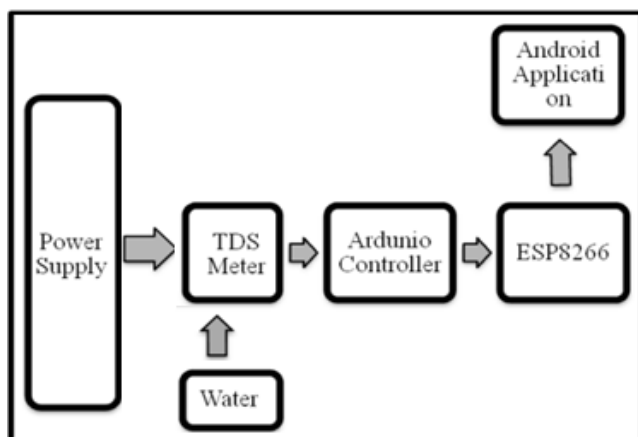 Android
Applicati
on
Power
Supply
TDS
Meter
Ardunio
Controller
ESP8266
Water